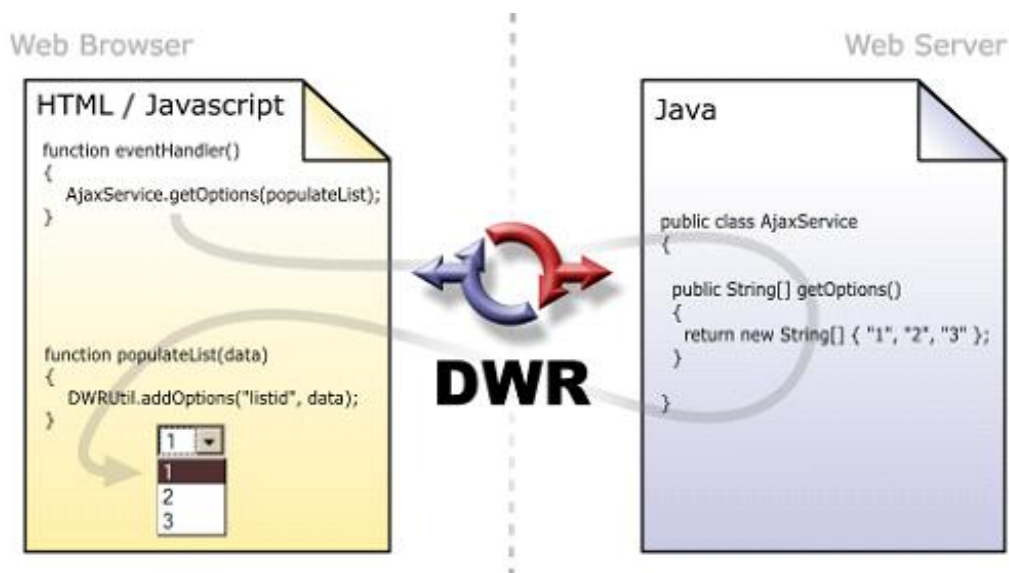 Web Browser
Web Server
HTML / Javascript
function eventHandler()
{
AjaxService.getOptions(populateList);
}
function populateList(data)
{
DWRUtil.addOptions("listid", data);
}
1
1
2
3
DWR
Java
public class AjaxService
{
public String[] getOptions()
{
return new String[] { "1", "2", "3" };
}
}